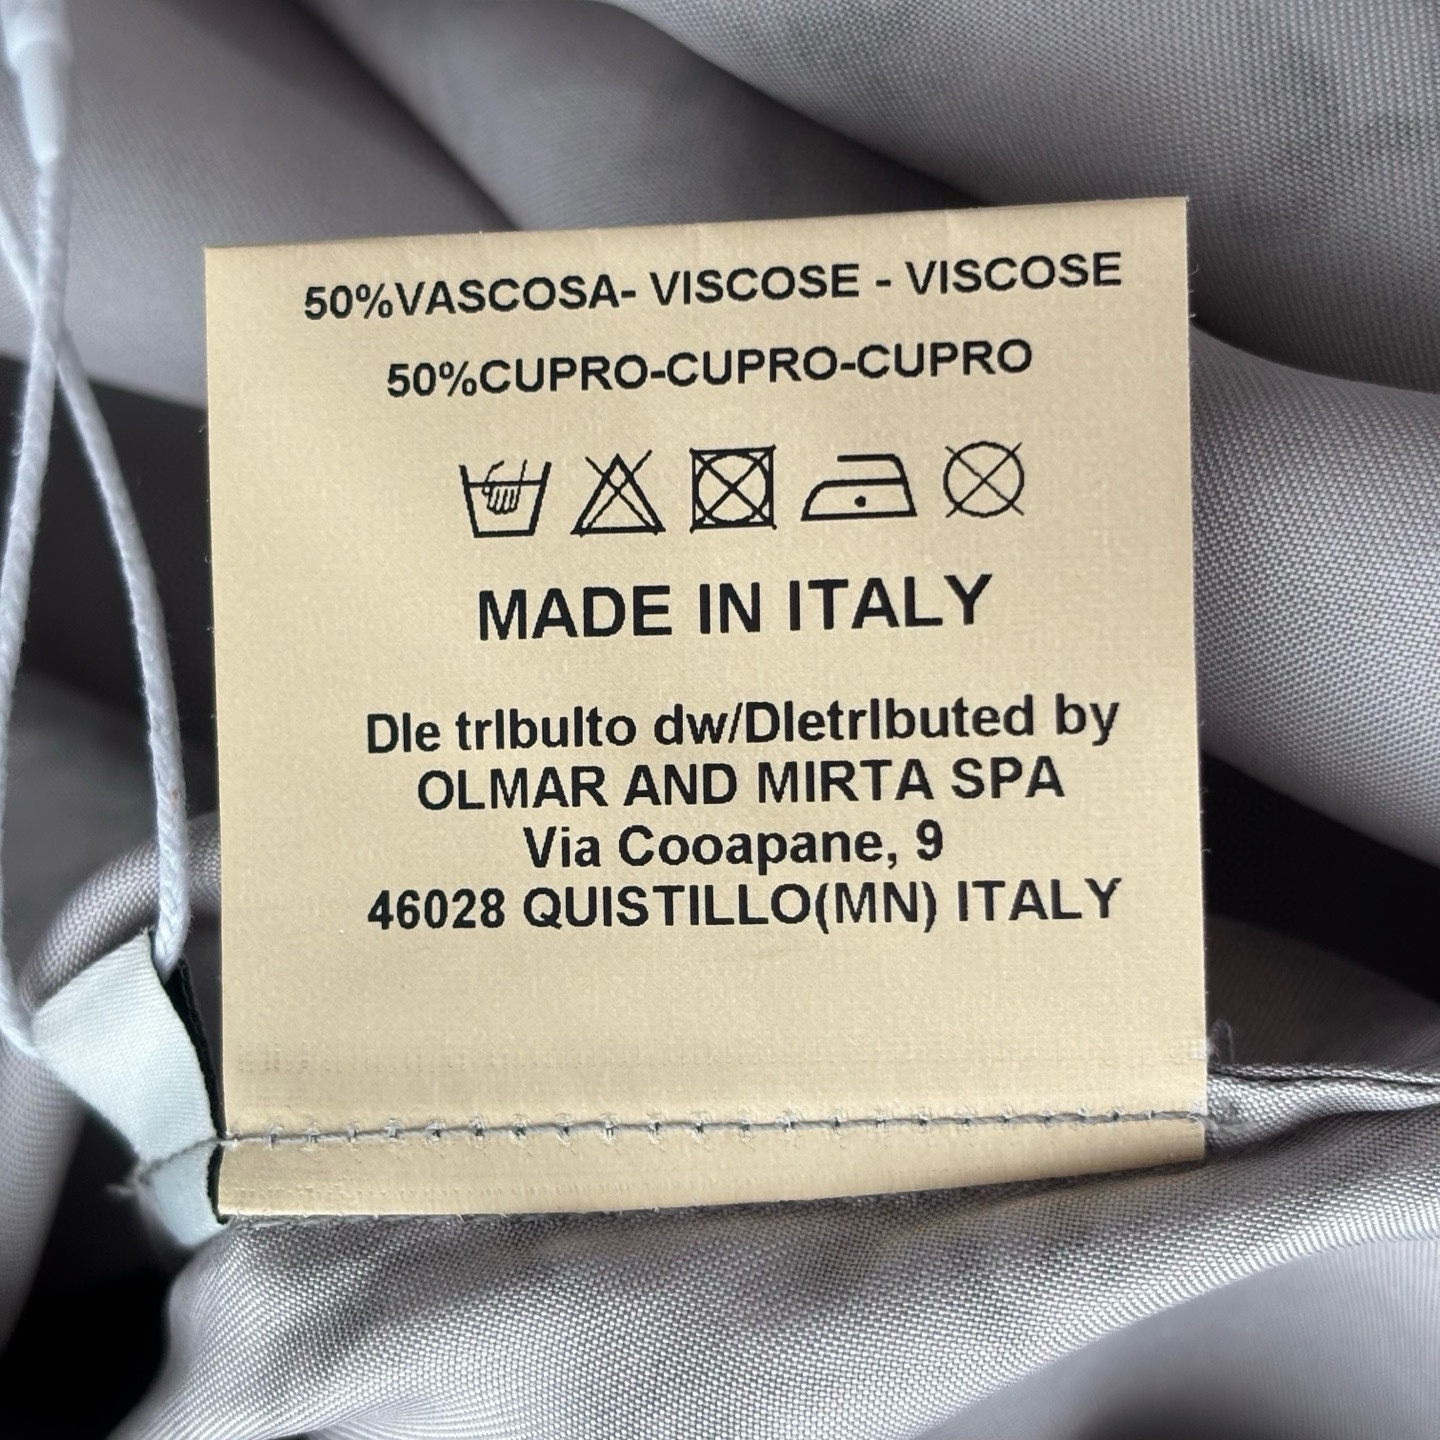 50%VASCOSA- VISCOSE - VISCOSE
50%CUPRO-CUPRO-CUPRO
MADE IN ITALY
Dle trlbulto dw/Dletrlbuted by
OLMAR AND MIRTA SPA
Via Cooapane, 9
46028 QUISTILLO(MN) ITALY